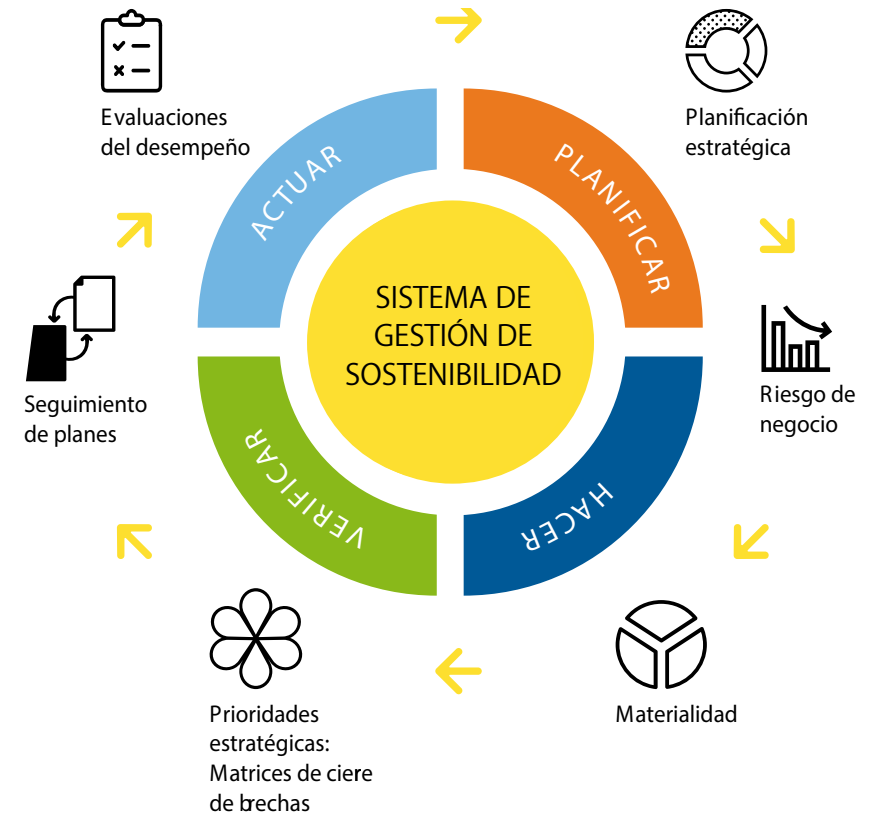 Evaluaciones
del desempeño
Planificación
estratégica
ACTUAR
PLANIFICAR
SISTEMA DE
GESTIÓN DE
SOSTENIBILIDAD
Seguimiento
de planes
Riesgo de
negocio
VERIFICAR
HACER
Prioridades
estratégicas:
Matrices de ciere
de brechas
Materialidad